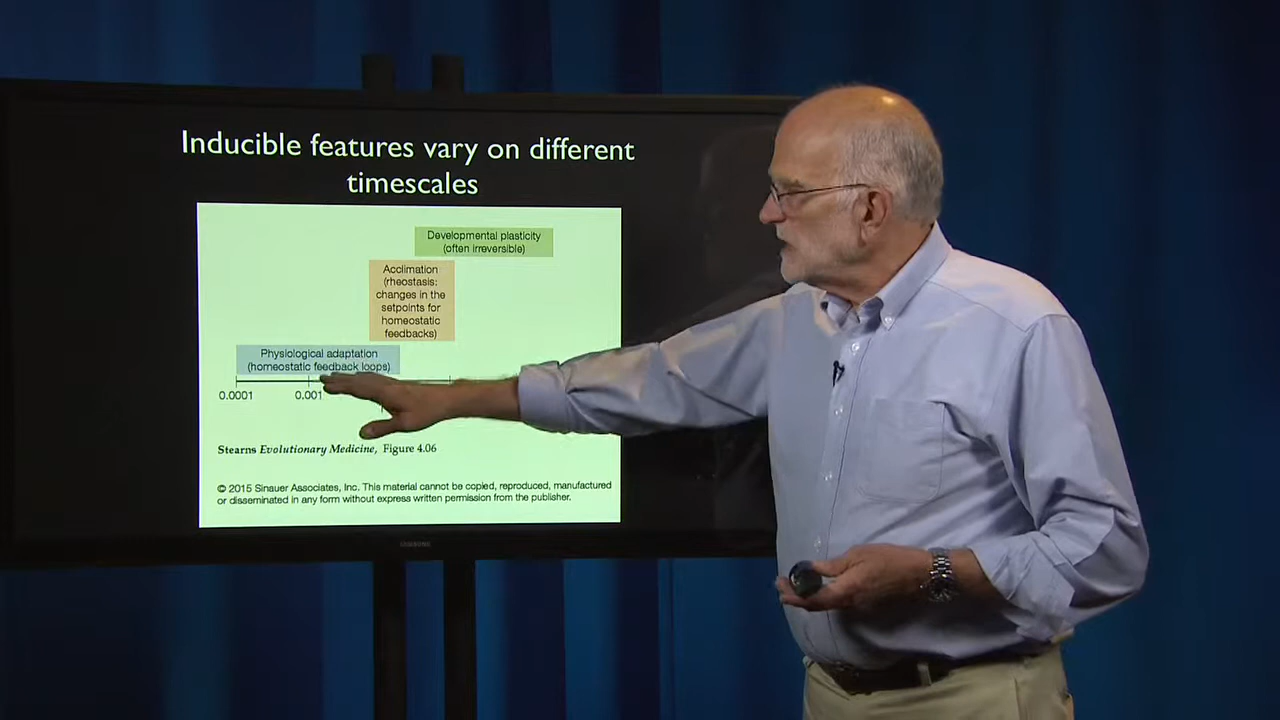 Inducible features vary on different
timescales
Developmental plasticity
(often irreversible)
Acclimation
(rheostasis:
changes in the
setpoints for
homeostatic
feedbacks)
Physiological adaptation
(homeostatic feedback loops)
0.0001 0.001
Stearns Evolutionary Medicine, Figure 4.06
© 2015 Sinauer Associates, Inc. This material cannot be copied, reproduced, manufactured
or disseminated in any form without express written permission from the publisher.
SAMSUNG